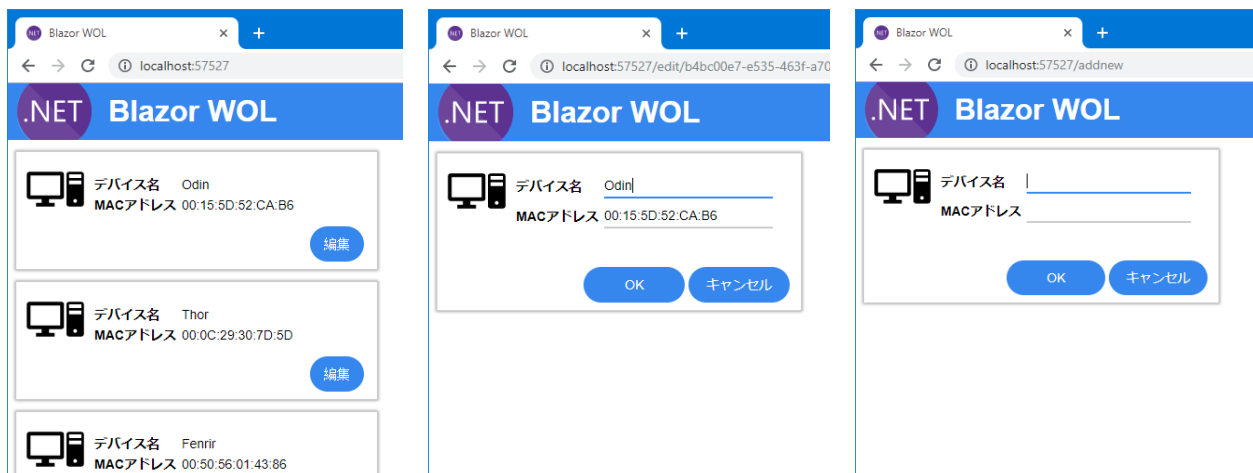 Blazor WOL
localhost:57527
.NET Blazor WOL
デバイス名 Odin
MACアドレス 00:15:5D:52:CA:B6
編集
デバイス名 Thor
MACアドレス 00:0C:29:30:7D:5D
編集
デバイス名 Fenrir
MACアドレス 00:50:56:01:43:86
Blazor WOL
localhost:57527/edit/b4bc00e7-e535-463f-a70
.NET Blazor WOL
デバイス名 Odin
MACアドレス 00:15:5D:52:CA:B6
OK キャンセル
Blazor WOL
localhost:57527/addnew
.NET Blazor WOL
デバイス名
MACアドレス
OK キャンセル